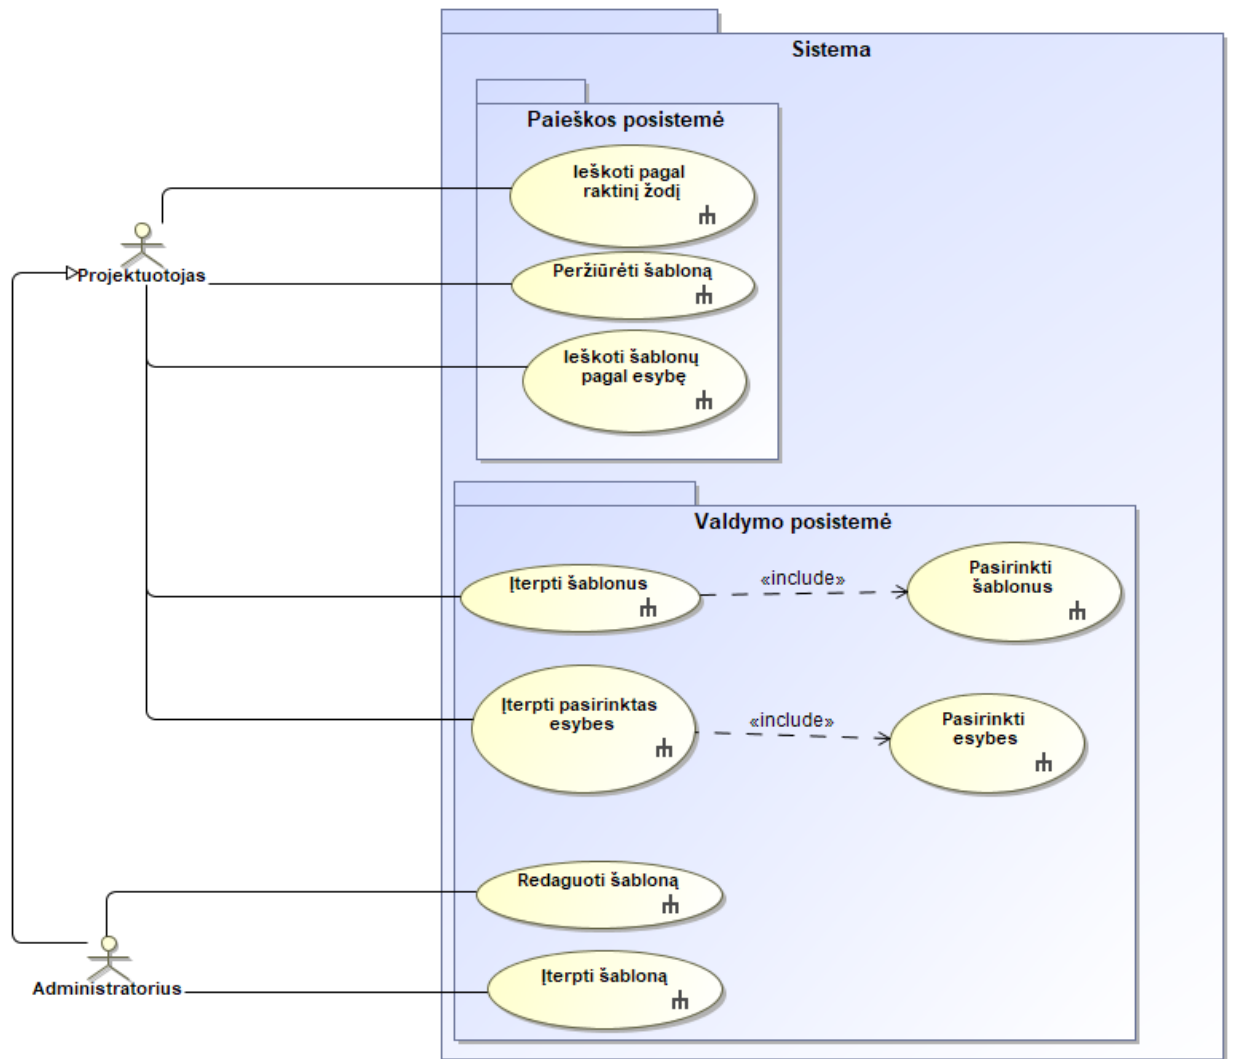 Sistema
Paieškos posistemė
Ieškoti pagal
raktinį žodį
Peržiūrėti šabloną
Projektuotojas
Ieškoti šablonų
pagal esybę
Valdymo posistemė
Įterpti šablonus
«include»
Pasirinkti
šablonus
Įterpti pasirinktas
esybes
«include»
Pasirinkti
esybes
Redaguoti šabloną
Įterpti šabloną
Administratorius